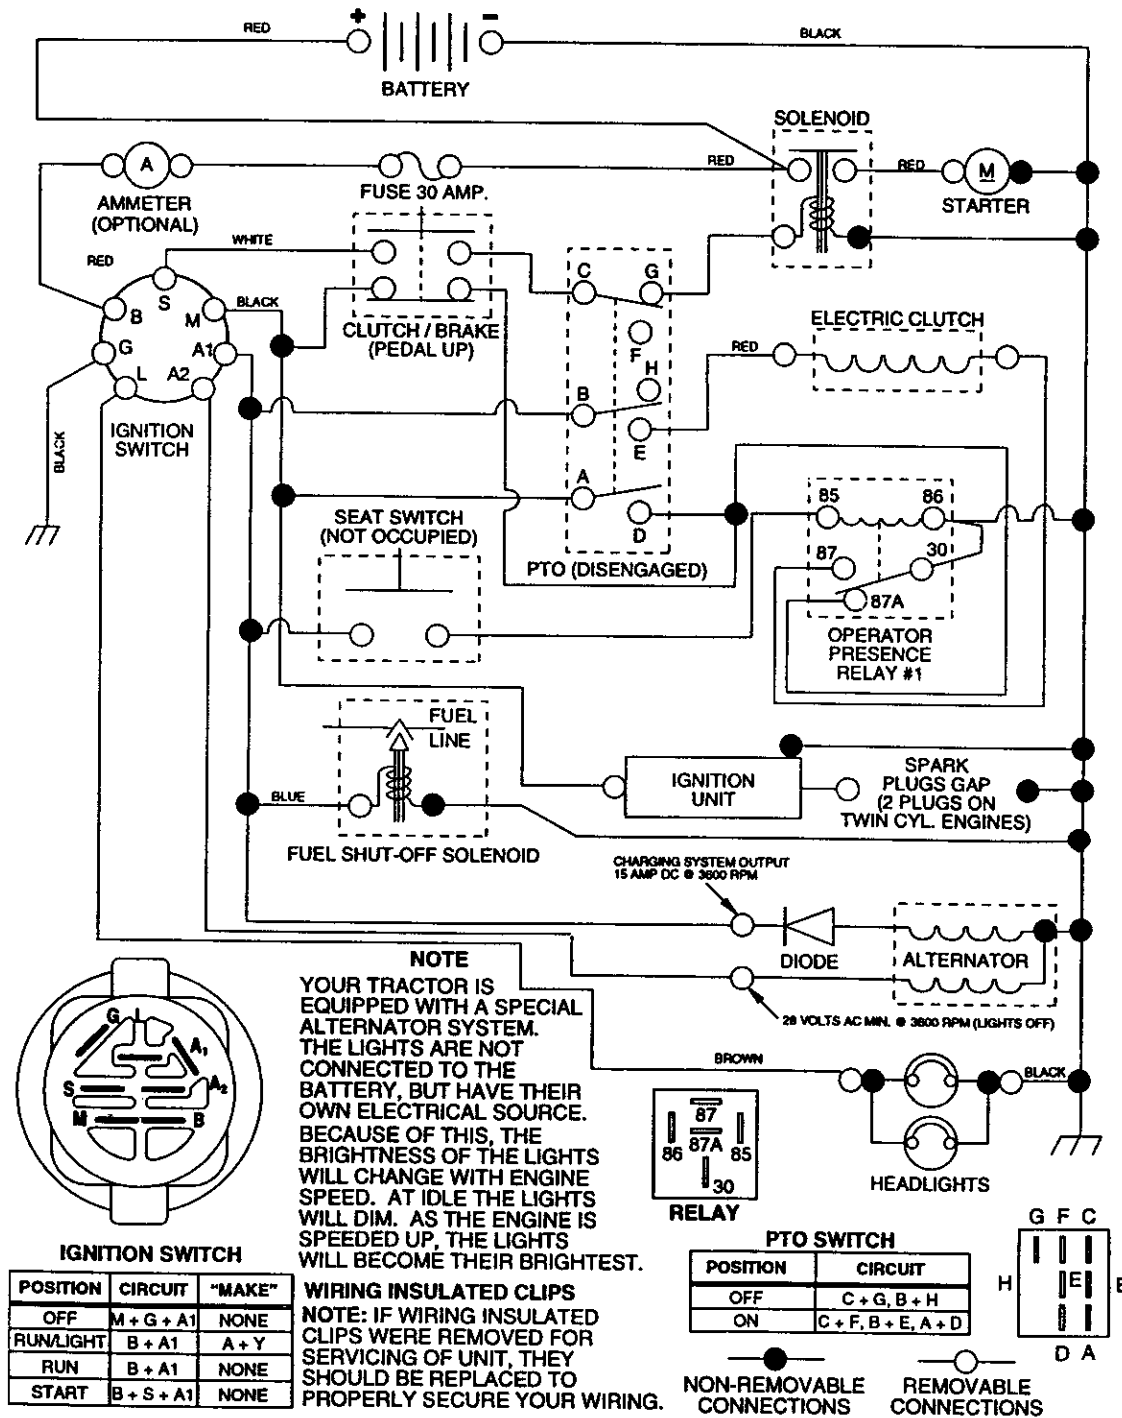 + -
RED
BLACK
BATTERY
SOLENOID
A
RED
RED
M
AMMETER
(OPTIONAL)
FUSE 30 AMP.
STARTER
WHITE
RED
S
B
M
BLACK
C
G
CLUTCH / BRAKE
(PEDAL UP)
ELECTRIC CLUTCH
G
A1
F
RED
L
A2
H
B
IGNITION
SWITCH
BLACK
E
A
SEAT SWITCH
(NOT OCCUPIED)
85
86
D
PTO (DISENGAGED)
87
30
87A
OPERATOR
PRESENCE
RELAY #1
FUEL
LINE
BLUE
IGNITION
UNIT
SPARK
PLUGS GAP
(2 PLUGS ON
TWIN CYL. ENGINES)
FUEL SHUT-OFF SOLENOID
CHARGING SYSTEM OUTPUT
15 AMP DC @ 3600 RPM
DIODE
ALTERNATOR
28 VOLTS AC MIN. @ 3600 RPM (LIGHTS OFF)
NOTE
YOUR TRACTOR IS
EQUIPPED WITH A SPECIAL
ALTERNATOR SYSTEM.
THE LIGHTS ARE NOT
CONNECTED TO THE
BATTERY, BUT HAVE THEIR
OWN ELECTRICAL SOURCE.
BECAUSE OF THIS, THE
BRIGHTNESS OF THE LIGHTS
WILL CHANGE WITH ENGINE
SPEED. AT IDLE THE LIGHTS
WILL DIM. AS THE ENGINE IS
SPEEDED UP, THE LIGHTS
WILL BECOME THEIR BRIGHTEST.
BROWN
BLACK
HEADLIGHTS
G
L
A1
S
A2
M
B
87
86
87A
85
30
RELAY
IGNITION SWITCH
POSITION CIRCUIT "MAKE"
OFF M + G + A1 NONE
RUN/LIGHT B + A1 A + Y
RUN B + A1 NONE
START B + S + A1 NONE
WIRING INSULATED CLIPS
NOTE: IF WIRING INSULATED
CLIPS WERE REMOVED FOR
SERVICING OF UNIT, THEY
SHOULD BE REPLACED TO
PROPERLY SECURE YOUR WIRING.
PTO SWITCH
POSITION CIRCUIT
OFF C + G, B + H
ON C + F, B + E, A + D
G F C
H E
D A
NON-REMOVABLE
CONNECTIONS
REMOVABLE
CONNECTIONS